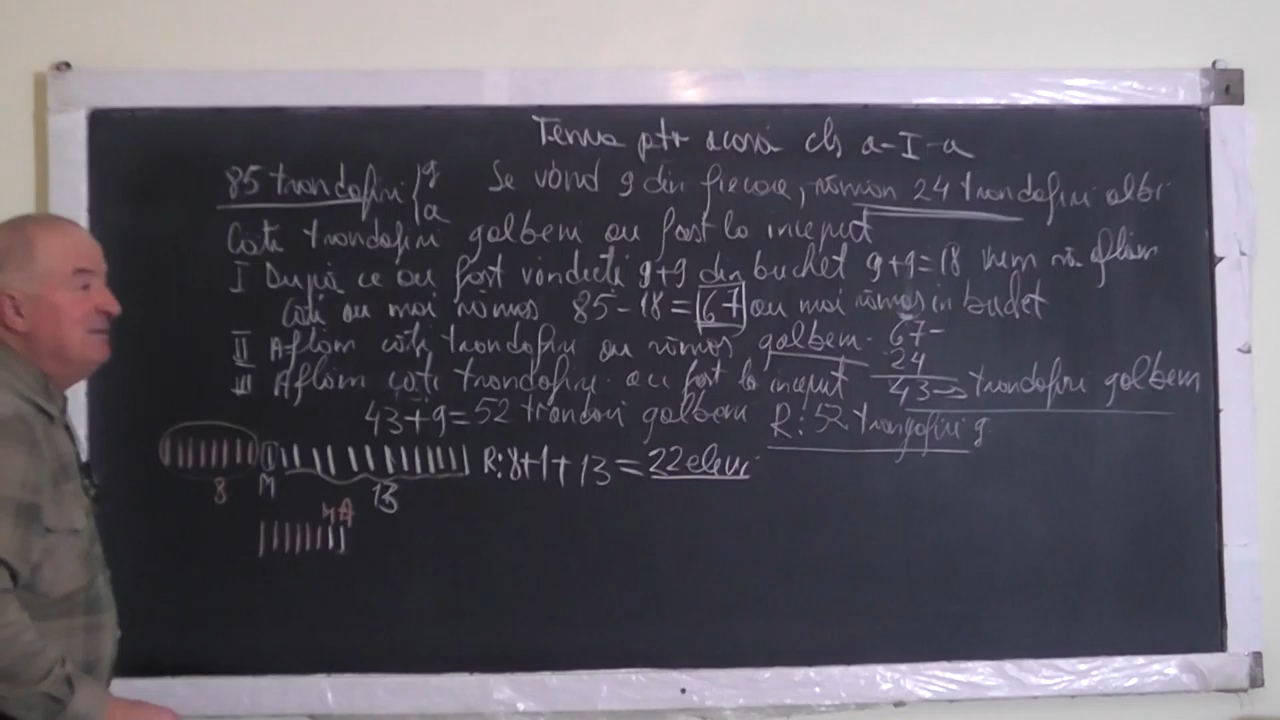 Tema ptr acasă cls a-I-a
85 trandafiri { g a Se vând 9 din fiecare, rămân 24 trandafiri albi
Câți trandafiri galbeni au fost la început
I După ce au fost vânduți 9+9 din buchet 9+9=18 vrem să aflăm
câți au mai rămas 85-18=67 au mai rămas in buchet
II Aflăm câți trandafiri au rămas galbeni. 67-
24
III Aflăm câți trandafiri au fost la inceput 43 → trandafiri galbeni
43+9=52 trandafiri galbeni R: 52 trangafiri g
R: 8+1+13=22 elevi
8 M 13
M A